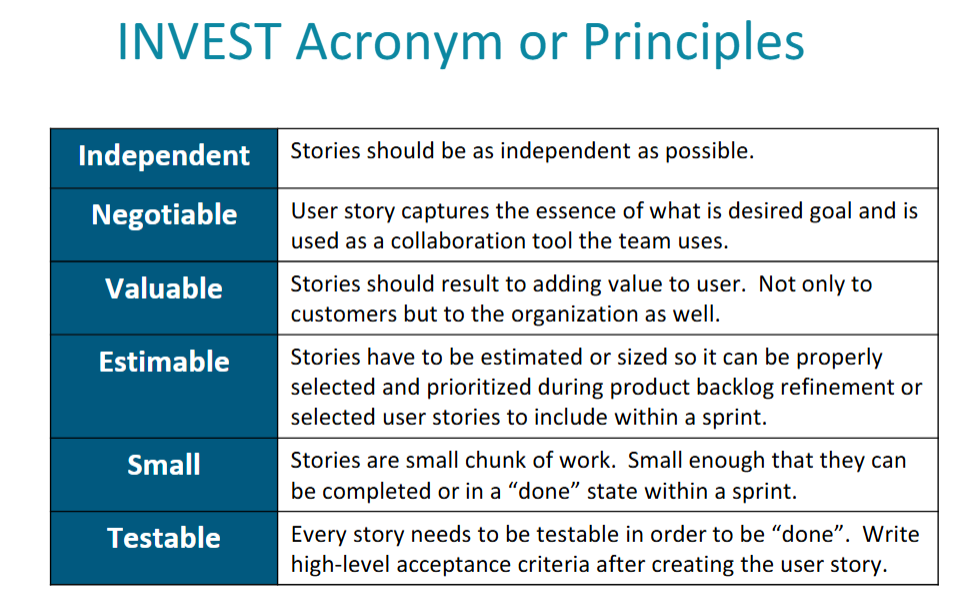 INVEST Acronym or Principles
Independent
Stories should be as independent as possible.
Negotiable
User story captures the essence of what is desired goal and is
used as a collaboration tool the team uses.
Valuable
Stories should result to adding value to user.  Not only to
customers but to the organization as well.
Estimable
Stories have to be estimated or sized so it can be properly
selected and prioritized during product backlog refinement or
selected user stories to include within a sprint.
Small
Stories are small chunk of work.  Small enough that they can
be completed or in a “done” state within a sprint.
Testable
Every story needs to be testable in order to be “done”.  Write
high-level acceptance criteria after creating the user story.